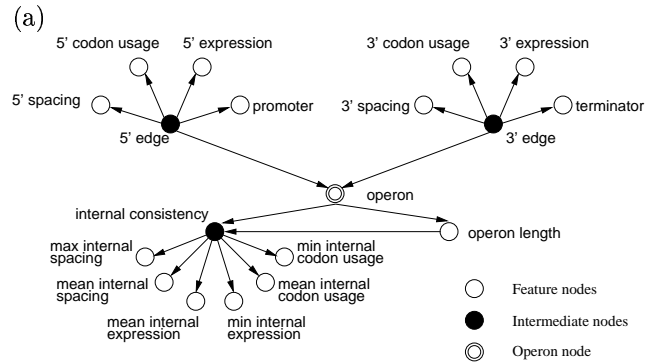 (a)
5' codon usage
5' expression
3' codon usage
3' expression
5' spacing
promoter
3' spacing
terminator
5' edge
3' edge
operon
internal consistency
operon length
max internal
spacing
min internal
codon usage
mean internal
spacing
mean internal
codon usage
mean internal
expression
min internal
expression
Feature nodes
Intermediate nodes
Operon node